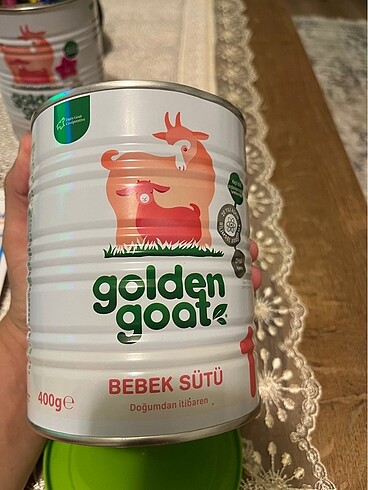 golden
goat
BEBEK SÜTÜ
Doğumdan itibaren
400g℮
1